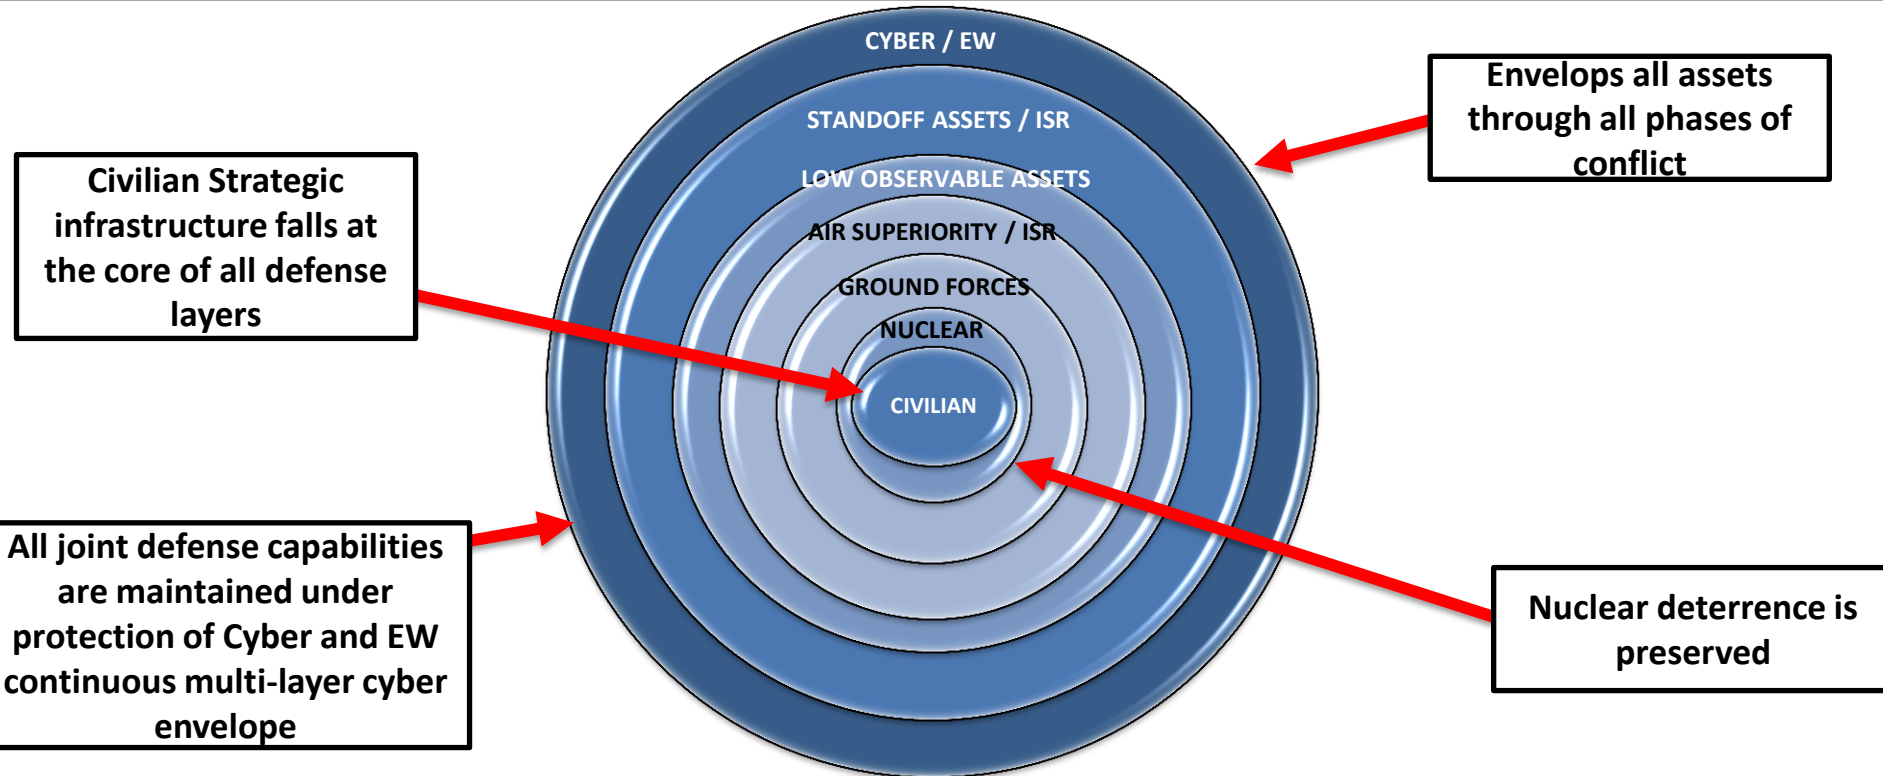 CYBER / EW
STANDOFF ASSETS / ISR
LOW OBSERVABLE ASSETS
AIR SUPERIORITY / ISR
GROUND FORCES
NUCLEAR
CIVILIAN
Envelops all assets
through all phases of
conflict
Civilian Strategic
infrastructure falls at
the core of all defense
layers
All joint defense capabilities
are maintained under
protection of Cyber and EW
continuous multi-layer cyber
envelope
Nuclear deterrence is
preserved